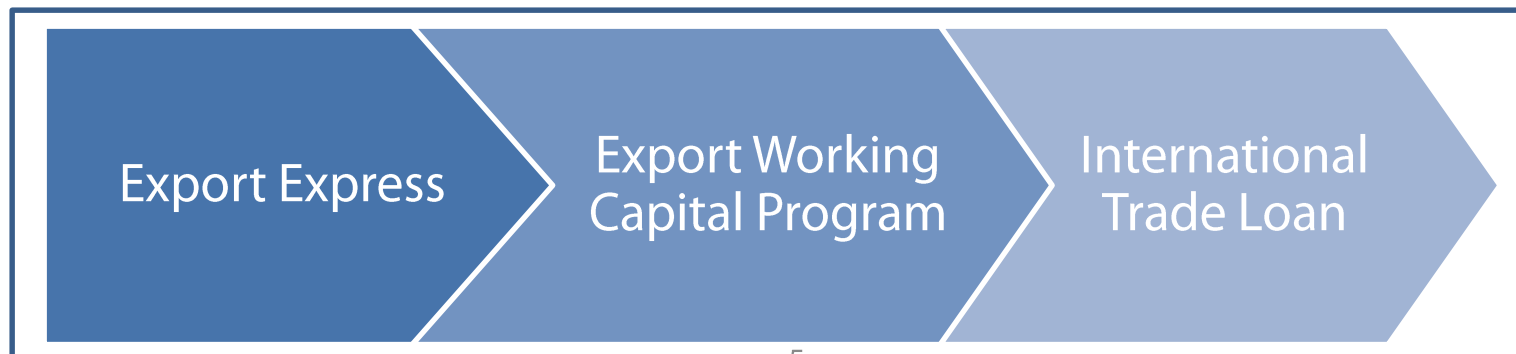 Export Express
Export Working
Capital Program
International
Trade Loan